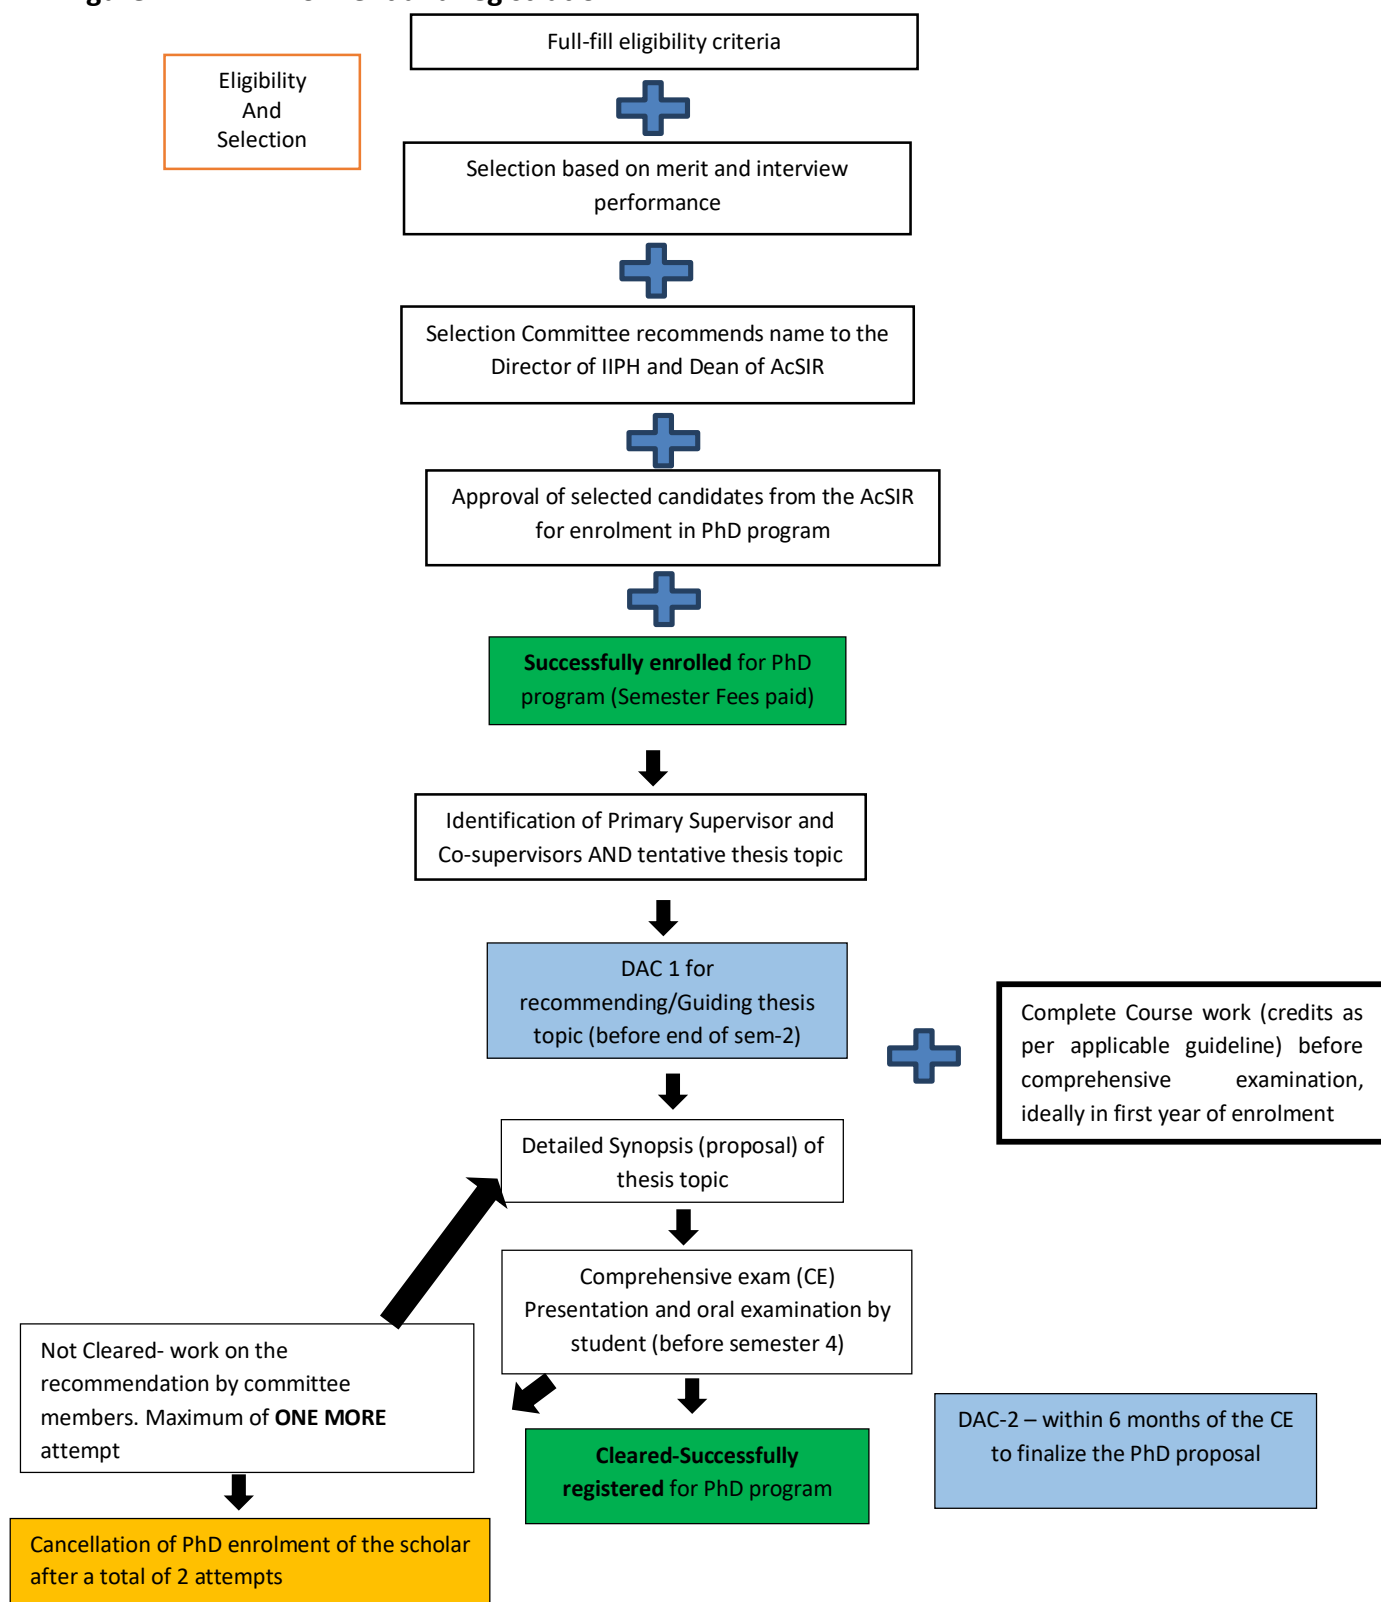 Full-fill eligibility criteria
Eligibility
And
Selection
Selection based on merit and interview
performance
Selection Committee recommends name to the
Director of IIPH and Dean of AcSIR
Approval of selected candidates from the AcSIR
for enrolment in PhD program
Successfully enrolled for PhD
program (Semester Fees paid)
Identification of Primary Supervisor and
Co-supervisors AND tentative thesis topic
DAC 1 for
recommending/Guiding thesis
topic (before end of sem-2)
Complete Course work (credits as
per applicable guideline) before
comprehensive examination,
ideally in first year of enrolment
Detailed Synopsis (proposal) of
thesis topic
Comprehensive exam (CE)
Presentation and oral examination by
student (before semester 4)
Not Cleared- work on the
recommendation by committee
members. Maximum of ONE MORE
attempt
DAC-2 – within 6 months of the CE
to finalize the PhD proposal
Cleared-Successfully
registered for PhD program
Cancellation of PhD enrolment of the scholar
after a total of 2 attempts